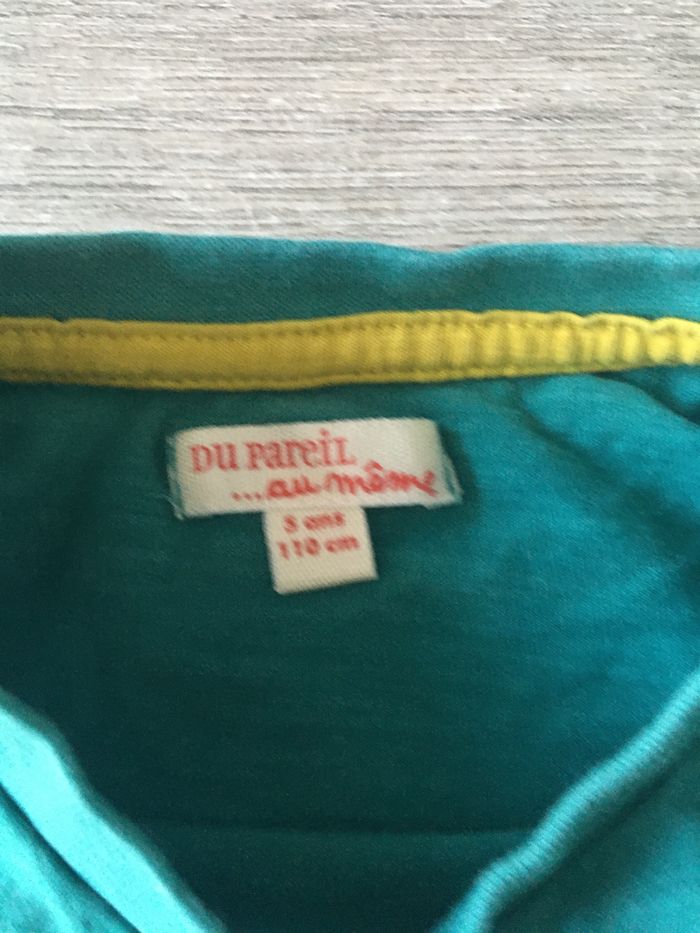 DU PAREIL
...au même
5 ans
110 cm